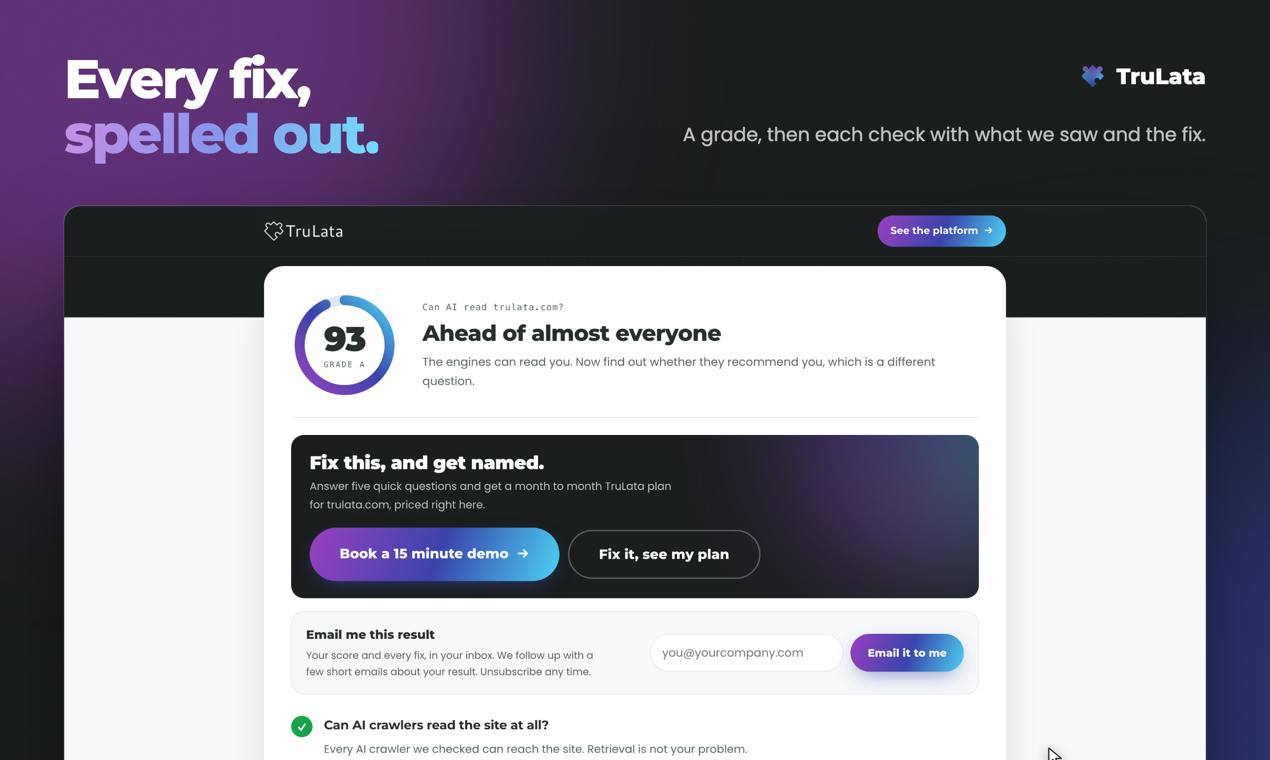 Every fix,
spelled out.
TruLata
A grade, then each check with what we saw and the fix.
TruLata
See the platform →
93
GRADE A
Can AI read trulata.com?
Ahead of almost everyone
The engines can read you. Now find out whether they recommend you, which is a different
question.
Fix this, and get named.
Answer five quick questions and get a month to month TruLata plan
for trulata.com, priced right here.
Book a 15 minute demo →
Fix it, see my plan
Email me this result
Your score and every fix, in your inbox. We follow up with a
few short emails about your result. Unsubscribe any time.
you@yourcompany.com
Email it to me
Can AI crawlers read the site at all?
Every AI crawler we checked can reach the site. Retrieval is not your problem.